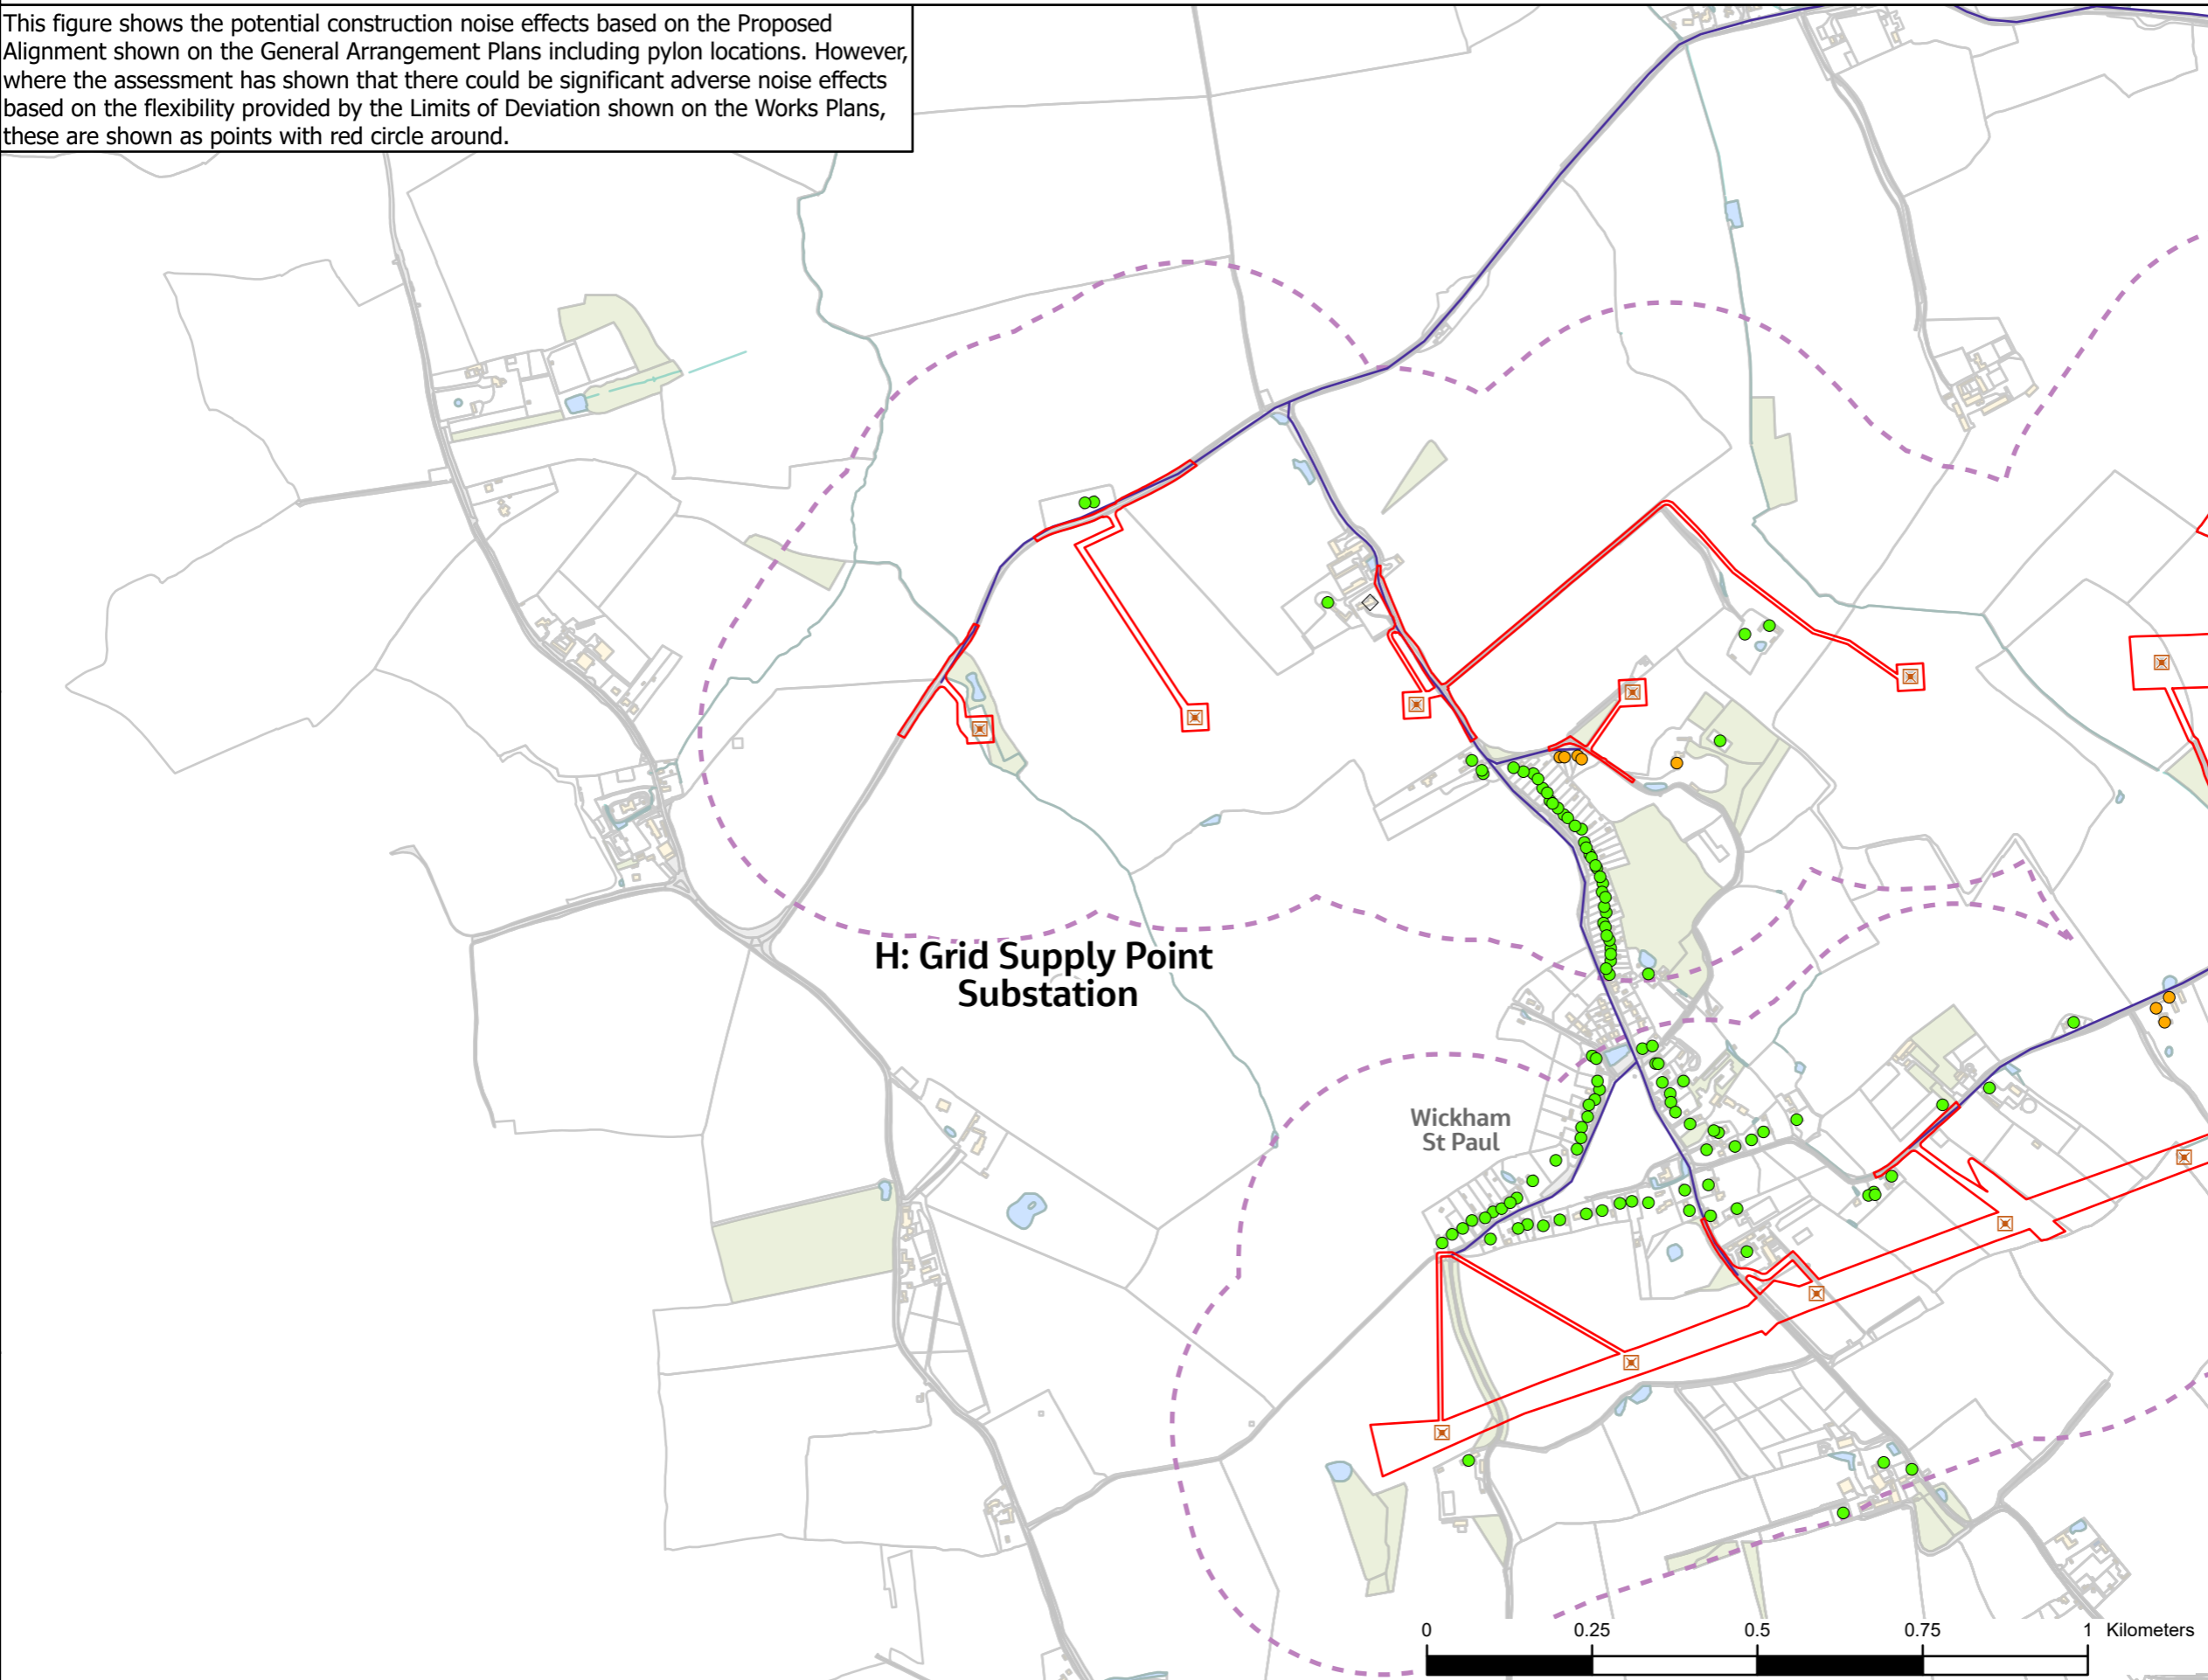 This figure shows the potential construction noise effects based on the Proposed
Alignment shown on the General Arrangement Plans including pylon locations. However,
where the assessment has shown that there could be significant adverse noise effects
based on the flexibility provided by the Limits of Deviation shown on the Works Plans,
these are shown as points with red circle around.
H: Grid Supply Point
Substation
Wickham
St Paul
0 0.25 0.5 0.75 1 Kilometers